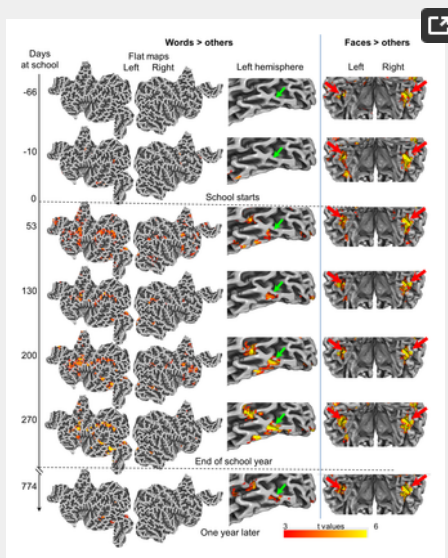 Words > others
Faces > others
Days
at school
Flat maps
Left Right
Left hemisphere
Left Right
-66
-10
0
School starts
53
130
200
270
End of school year
774
One year later
3 t values 6